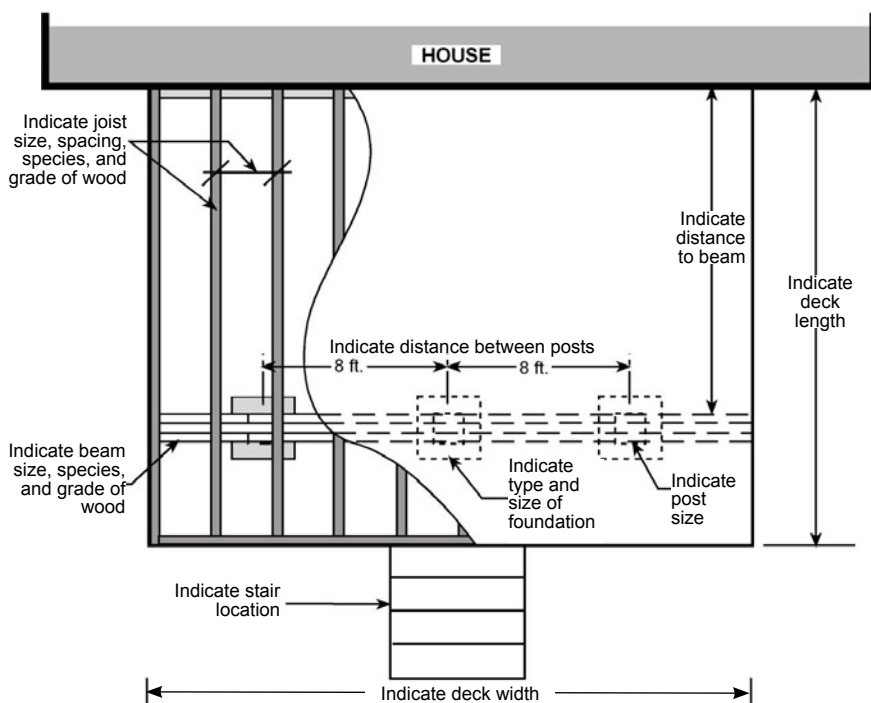 HOUSE
Indicate joist
size, spacing,
species, and
grade of wood
Indicate
distance
to beam
Indicate
deck
length
Indicate distance between posts
8 ft.
8 ft.
Indicate beam
size, species,
and grade of
wood
Indicate
type and
size of
foundation
Indicate
post
size
Indicate stair
location
Indicate deck width